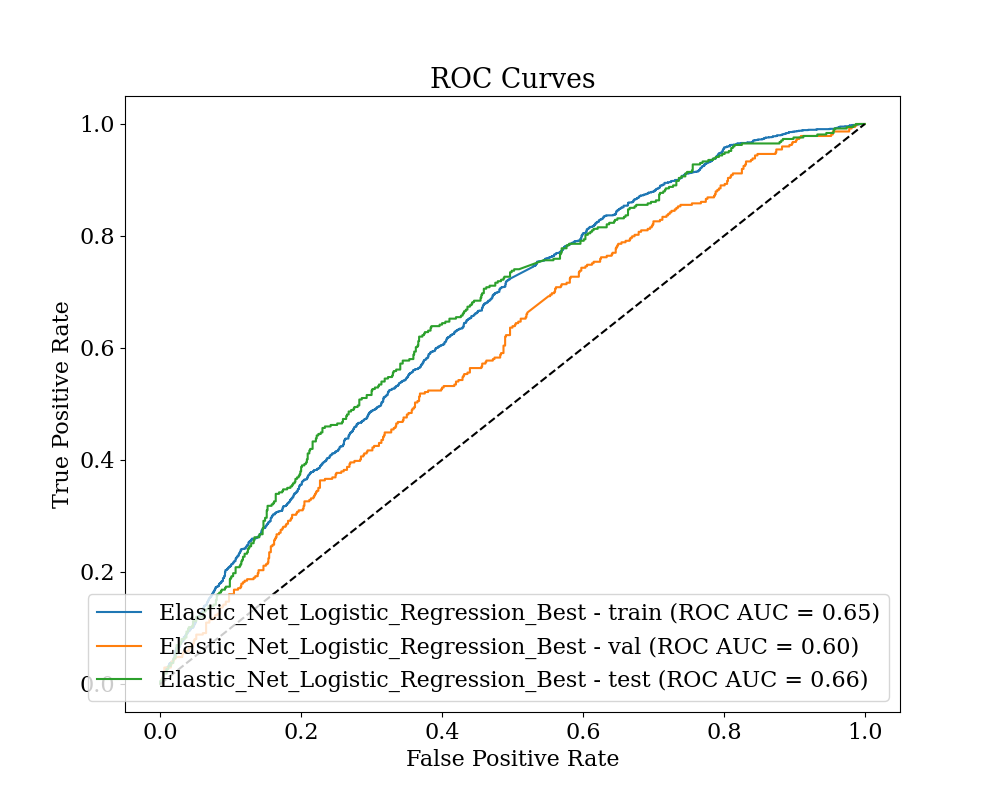 ROC Curves
True Positive Rate
1.0
0.8
0.6
0.4
0.2
0.0
Elastic_Net_Logistic_Regression_Best - train (ROC AUC = 0.65)
Elastic_Net_Logistic_Regression_Best - val (ROC AUC = 0.60)
Elastic_Net_Logistic_Regression_Best - test (ROC AUC = 0.66)
0.0 0.2 0.4 0.6 0.8 1.0
False Positive Rate